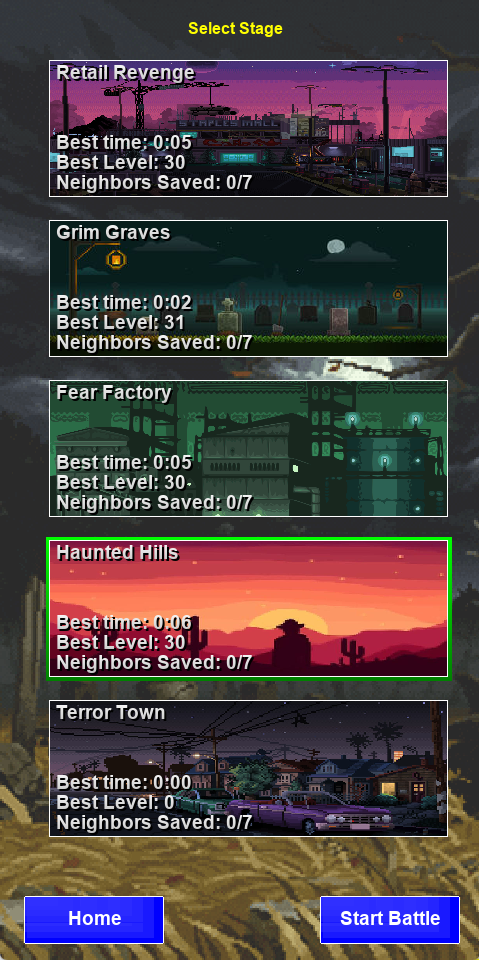 Select Stage
Retail Revenge
STAPLES MALL
Best time: 0:05
Best Level: 30
Neighbors Saved: 0/7
Grim Graves
Best time: 0:02
Best Level: 31
Neighbors Saved: 0/7
Fear Factory
Best time: 0:05
Best Level: 30
Neighbors Saved: 0/7
Haunted Hills
Best time: 0:06
Best Level: 30
Neighbors Saved: 0/7
Terror Town
Best time: 0:00
Best Level: 0
Neighbors Saved: 0/7
Home
Start Battle